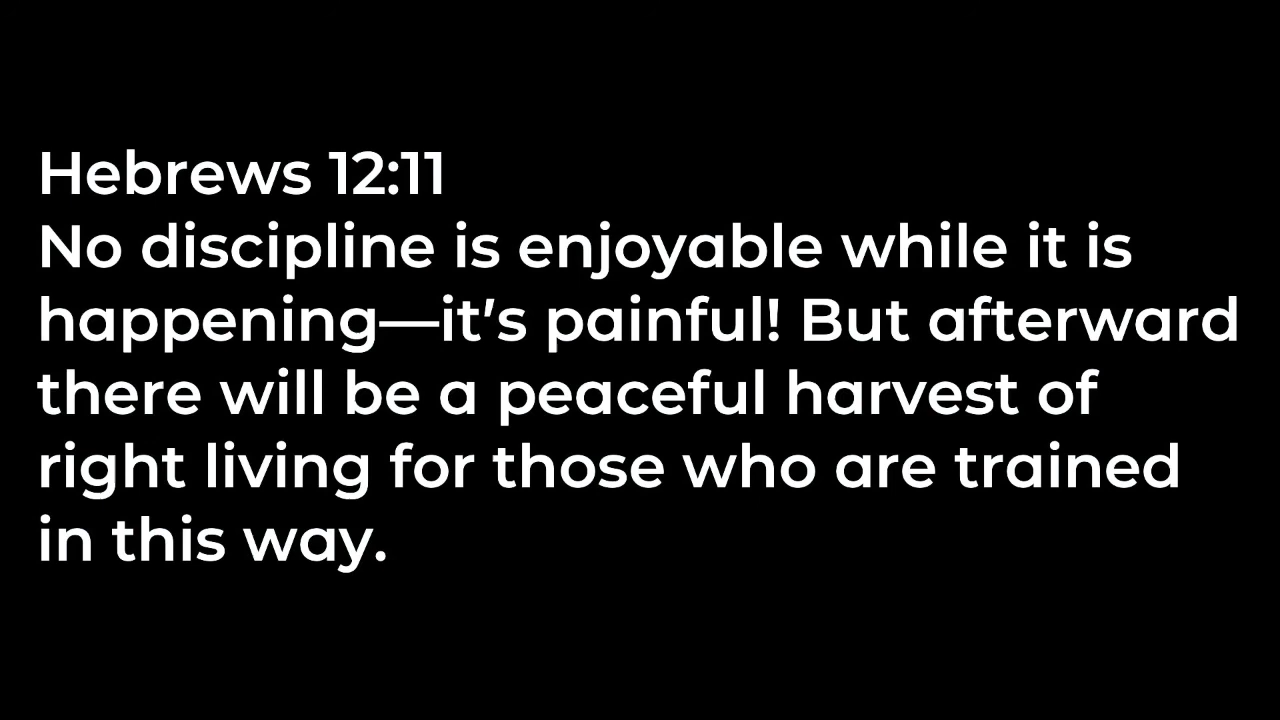 Hebrews 12:11
No discipline is enjoyable while it is
happening—it's painful! But afterward
there will be a peaceful harvest of
right living for those who are trained
in this way.